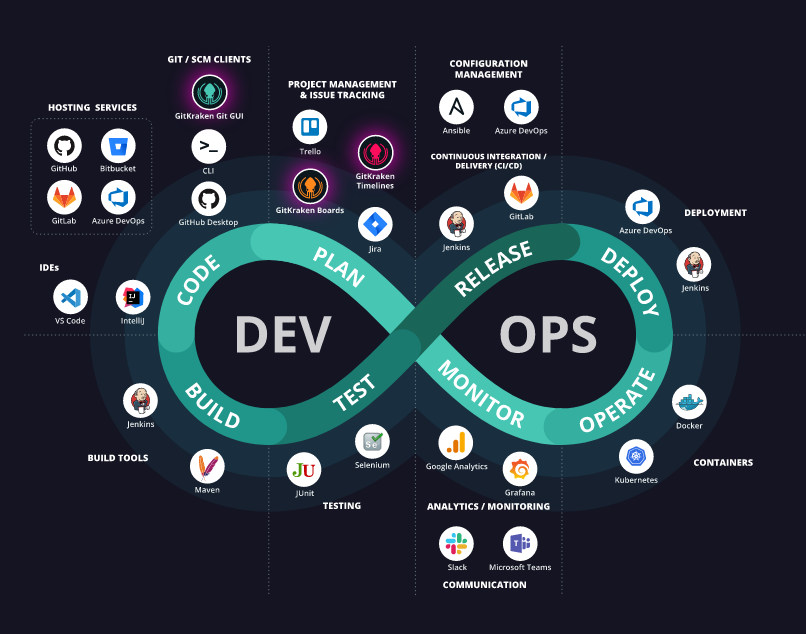 GIT / SCM CLIENTS
GitKraken Git GUI
CLI
GitHub Desktop
HOSTING SERVICES
GitHub
Bitbucket
GitLab
Azure DevOps
IDEs
VS Code
IntelliJ
PROJECT MANAGEMENT
& ISSUE TRACKING
Trello
GitKraken
Timelines
GitKraken Boards
Jira
CONFIGURATION
MANAGEMENT
Ansible
Azure DevOps
CONTINUOUS INTEGRATION /
DELIVERY (CI/CD)
GitLab
Jenkins
Azure DevOps
DEPLOYMENT
Jenkins
CODE
PLAN
RELEASE
DEPLOY
DEV
OPS
BUILD
TEST
MONITOR
OPERATE
Jenkins
BUILD TOOLS
Maven
JU
JUnit
Se
Selenium
TESTING
Google Analytics
Grafana
ANALYTICS / MONITORING
Slack
Microsoft Teams
COMMUNICATION
Docker
Kubernetes
CONTAINERS